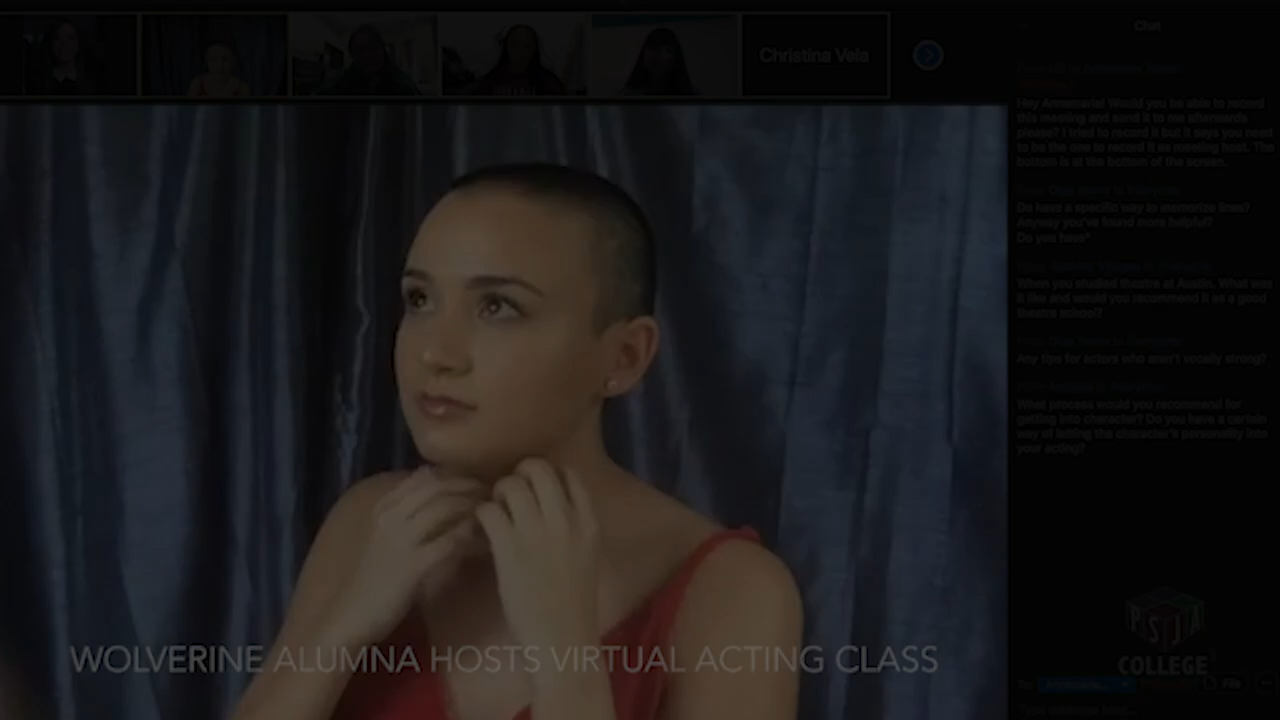 Chat
Christina Vela
Hey Annemarie! Would you be able to record
this meeting and send it to me afterwards
please? I tried to record it but it says you need
to be the one to record it as meeting host. The
bottom is at the bottom of the screen.
Do have a specific way to memorize lines?
Anyway you've found more helpful?
Do you have*
When you studied theatre at Austin. What was
it like and would you recommend it as a good
theatre school?
Any tips for actors who aren't vocally strong?
What process would you recommend for
getting into character? Do you have a certain
way of letting the character's personality into
your acting?
WOLVERINE ALUMNA HOSTS VIRTUAL ACTING CLASS
PSJA
COLLEGE
File